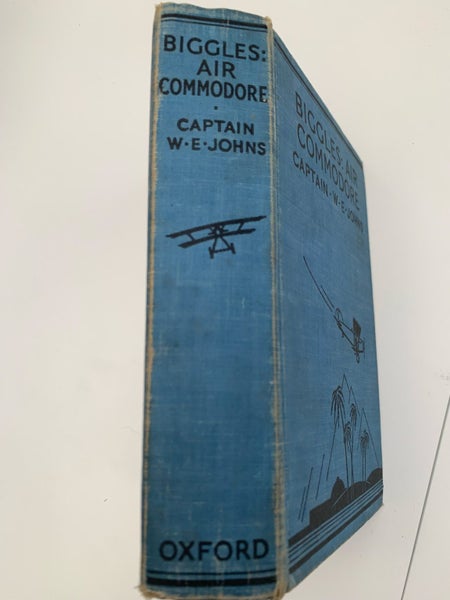 BIGGLES:
AIR
COMMODORE
·
CAPTAIN
W·E·JOHNS
OXFORD
BIGGLES: AIR
COMMODORE
CAPTAIN·W·E·JOHNS